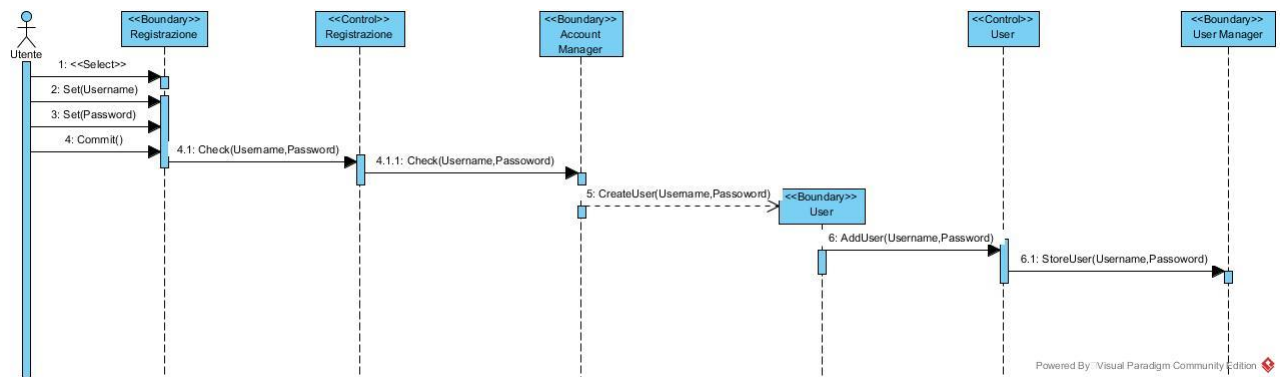 <<Boundary>>
Registrazione
<<Control>>
Registrazione
<<Boundary>>
Account
Manager
<<Control>>
User
<<Boundary>>
User Manager
Utente
1: <<Select>>
2: Set(Username)
3: Set(Password)
4: Commit()
4.1: Check(Username,Password)
4.1.1: Check(Username,Passoword)
5: CreateUser(Username,Passoword)
<<Boundary>>
User
6: AddUser(Username,Password)
6.1: StoreUser(Username,Passoword)
Powered By Visual Paradigm Community Edition